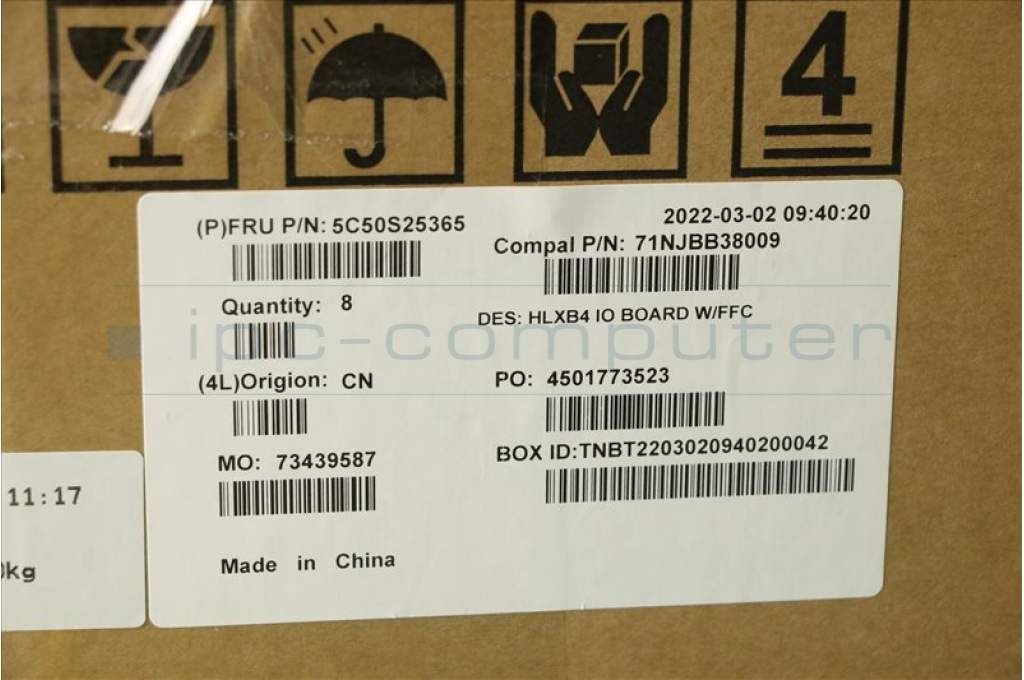 4
2022-03-02 09:40:20
(P)FRU P/N: 5C50S25365
Compal P/N: 71NJBB38009
Quantity: 8
DES: HLXB4 IO BOARD W/FFC
ipc-computer
(4L)Origion: CN
PO: 4501773523
MO: 73439587
BOX ID:TNBT2203020940200042
11:17
Made in China
kg